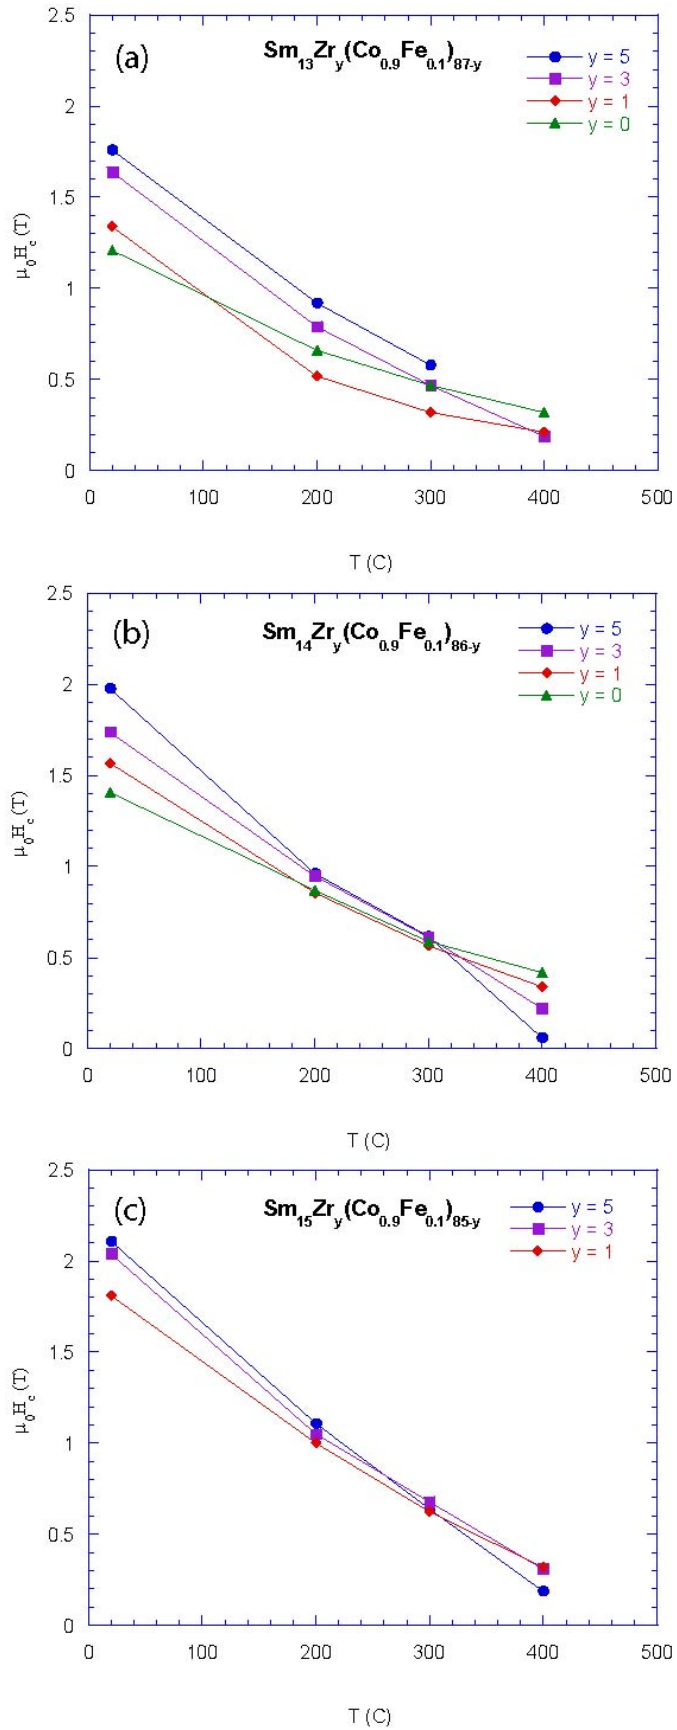 (a) Sm13Zry(Co0.9Fe0.1)87-y
y = 5
y = 3
y = 1
y = 0
2.5
2
1.5
1
0.5
0
μ0Hc (T)
0 100 200 300 400 500
T (C)
(b) Sm14Zry(Co0.9Fe0.1)86-y
y = 5
y = 3
y = 1
y = 0
2.5
2
1.5
1
0.5
0
μ0Hc (T)
0 100 200 300 400 500
T (C)
(c) Sm15Zry(Co0.9Fe0.1)85-y
y = 5
y = 3
y = 1
2.5
2
1.5
1
0.5
0
μ0Hc (T)
0 100 200 300 400 500
T (C)